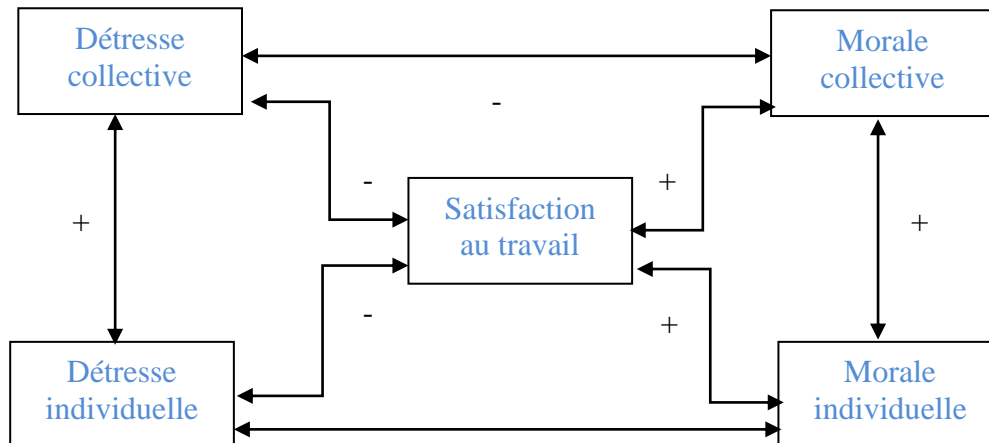 Détresse
collective
Morale
collective
-
-
+
Satisfaction
au travail
+
+
-
+
Détresse
individuelle
Morale
individuelle